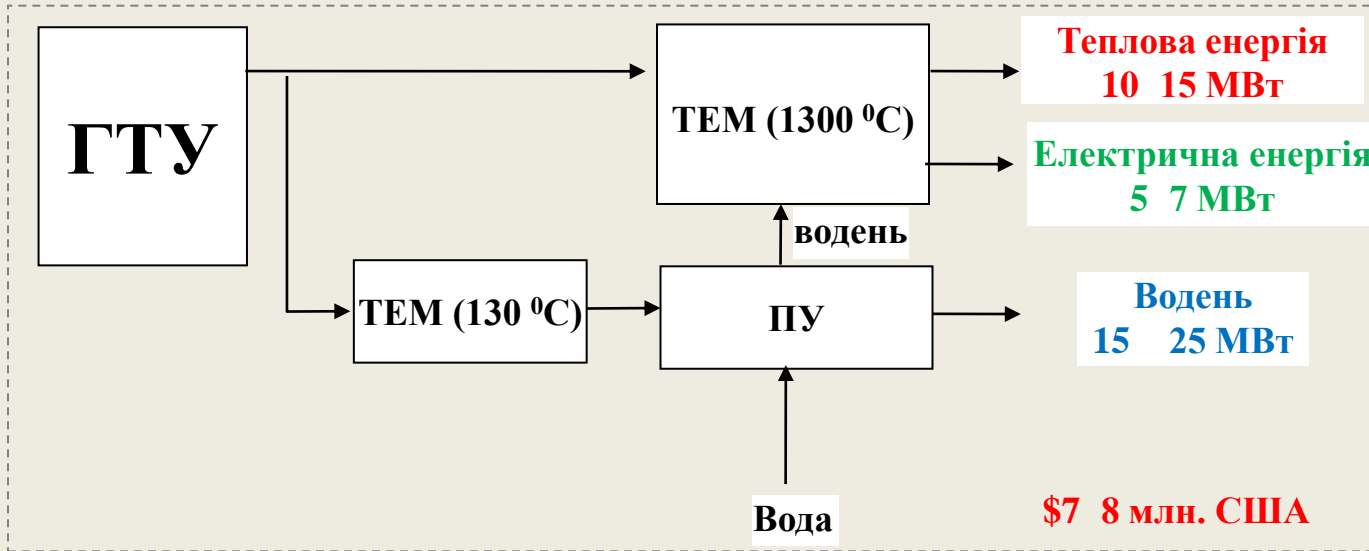 ГТУ
ТЕМ (1300 ⁰С)
Теплова енергія
10 15 МВт
Електрична енергія
5 7 МВт
водень
ТЕМ (130 ⁰С)
ПУ
Водень
15 25 МВт
Вода
$7 8 млн. США